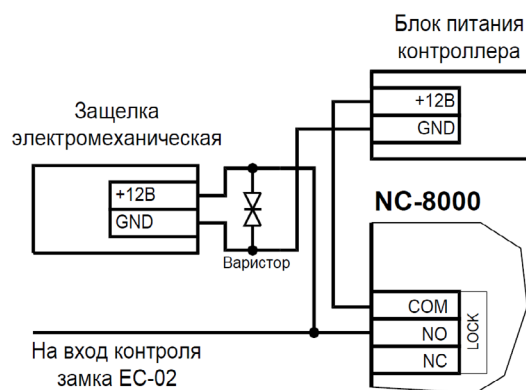 Блок питания
контроллера
+12В
GND
Защелка
электромеханическая
+12В
GND
Варистор
NC-8000
COM
NO
NC
LOCK
На вход контроля
замка ЕС-02